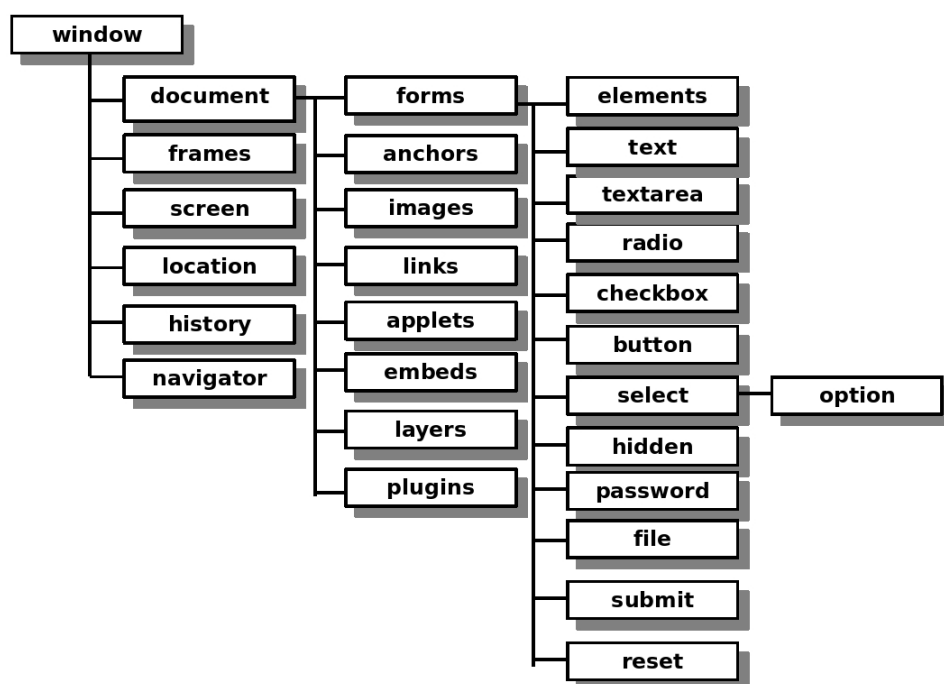 window
document
frames
screen
location
history
navigator
forms
anchors
images
links
applets
embeds
layers
plugins
elements
text
textarea
radio
checkbox
button
select
hidden
password
file
submit
reset
option